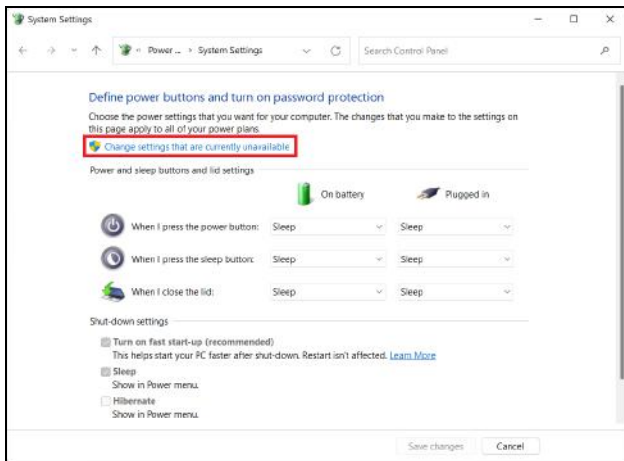 System Settings
« Power ... › System Settings
Search Control Panel
Define power buttons and turn on password protection
Choose the power settings that you want for your computer. The changes that you make to the settings on
this page apply to all of your power plans.
Change settings that are currently unavailable
Power and sleep buttons and lid settings
On battery Plugged in
When I press the power button: Sleep Sleep
When I press the sleep button: Sleep Sleep
When I close the lid: Sleep Sleep
Shut-down settings
Turn on fast start-up (recommended)
This helps start your PC faster after shut-down. Restart isn't affected. Learn More
Sleep
Show in Power menu.
Hibernate
Show in Power menu.
Save changes Cancel